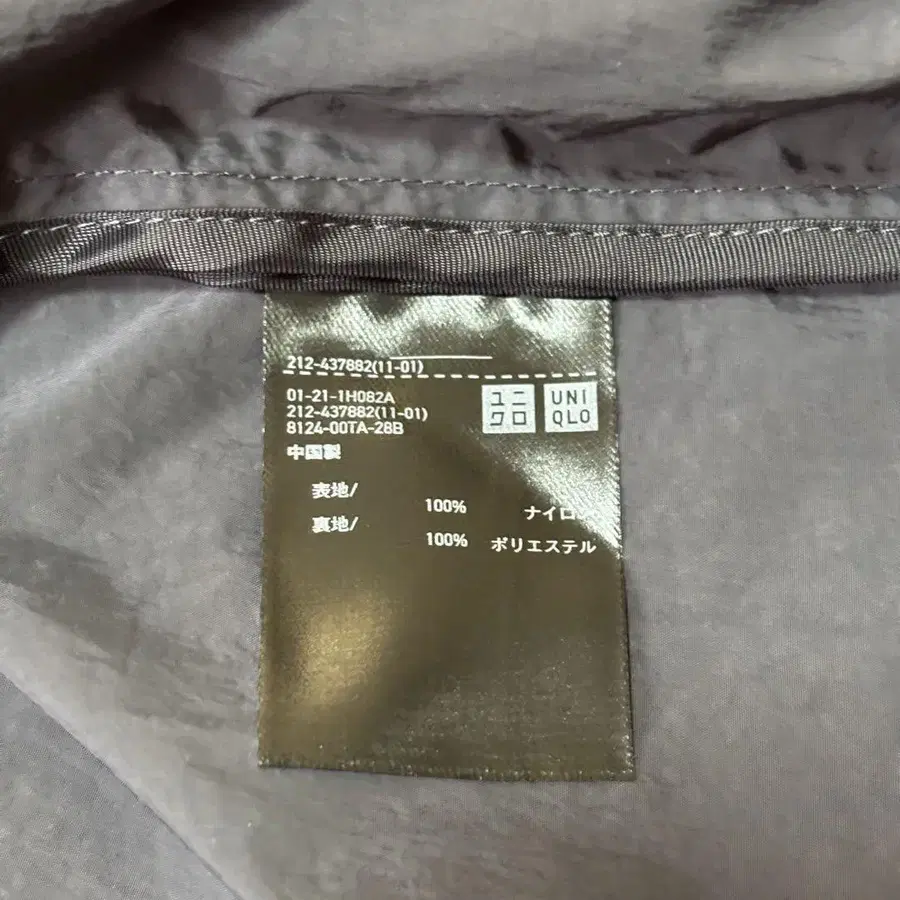 212-437882(11-01)
01-21-1H082A
212-437882(11-01)
8124-00TA-28B
中国製
ユニ
クロ
UNI
QLO
表地/
100% ナイロン
裏地/
100% ポリエステル